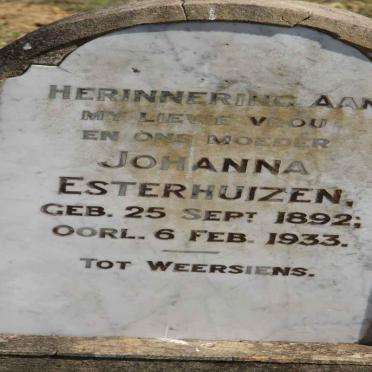 HERINNERING AAN
MY LIEWE VROU
EN ONS MOEDER
JOHANNA
ESTERHUIZEN.
GEB. 25 SEPT 1892;
OORL. 6 FEB. 1933.
TOT WEERSIENS.